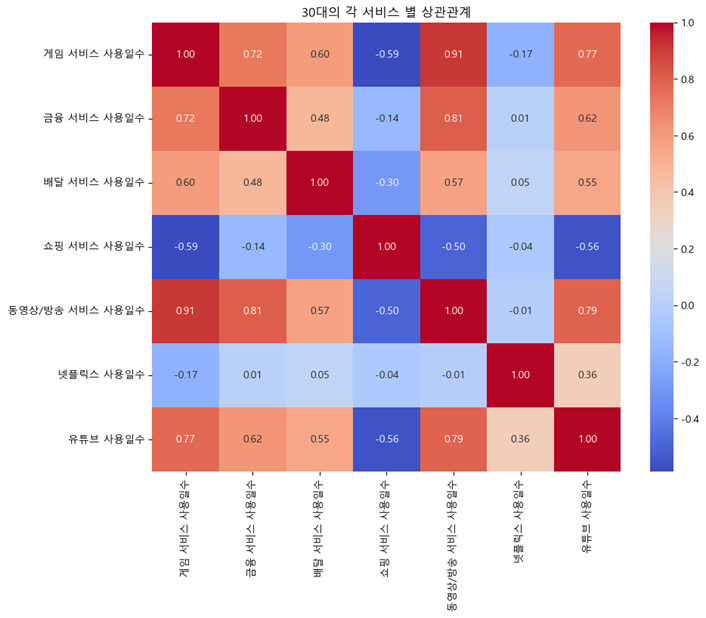 30대의 각 서비스 별 상관관계
게임 서비스 사용일수 1.00 0.72 0.60 -0.59 0.91 -0.17 0.77
금융 서비스 사용일수 0.72 1.00 0.48 -0.14 0.81 0.01 0.62
배달 서비스 사용일수 0.60 0.48 1.00 -0.30 0.57 0.05 0.55
쇼핑 서비스 사용일수 -0.59 -0.14 -0.30 1.00 -0.50 -0.04 -0.56
동영상/방송 서비스 사용일수 0.91 0.81 0.57 -0.50 1.00 -0.01 0.79
넷플릭스 사용일수 -0.17 0.01 0.05 -0.04 -0.01 1.00 0.36
유튜브 사용일수 0.77 0.62 0.55 -0.56 0.79 0.36 1.00
게임 서비스 사용일수
금융 서비스 사용일수
배달 서비스 사용일수
쇼핑 서비스 사용일수
동영상/방송 서비스 사용일수
넷플릭스 사용일수
유튜브 사용일수
1.0
0.8
0.6
0.4
0.2
0.0
-0.2
-0.4